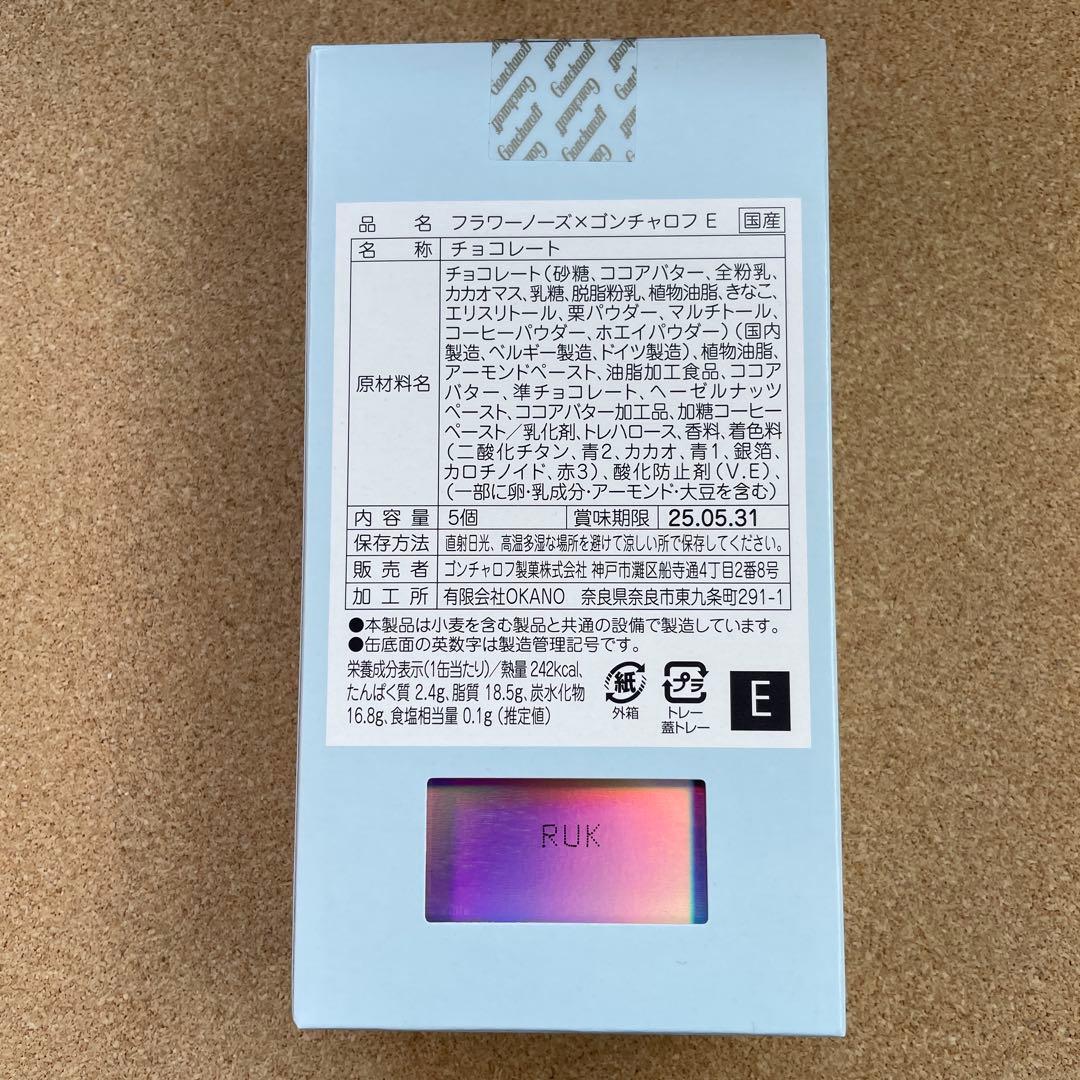 Goncharoff Goncharoff Goncharoff
Goncharoff Goncharoff Goncharoff
品名 フラワーノーズ×ゴンチャロフ E 国産
名称 チョコレート
原材料名
チョコレート(砂糖、ココアバター、全粉乳、
カカオマス、乳糖、脱脂粉乳、植物油脂、きなこ、
エリスリトール、栗パウダー、マルチトール、
コーヒーパウダー、ホエイパウダー)(国内
製造、ベルギー製造、ドイツ製造)、植物油脂、
アーモンドペースト、油脂加工食品、ココア
バター、準チョコレート、ヘーゼルナッツ
ペースト、ココアバター加工品、加糖コーヒー
ペースト/乳化剤、トレハロース、香料、着色料
(二酸化チタン、青2、カカオ、青1、銀箔、
カロチノイド、赤3)、酸化防止剤(V.E)、
(一部に卵・乳成分・アーモンド・大豆を含む)
内容量 5個 賞味期限 25.05.31
保存方法 直射日光、高温多湿な場所を避けて涼しい所で保存してください。
販売者 ゴンチャロフ製菓株式会社 神戸市灘区船寺通4丁目2番8号
加工所 有限会社OKANO 奈良県奈良市東九条町291-1
●本製品は小麦を含む製品と共通の設備で製造しています。
●缶底面の英数字は製造管理記号です。
栄養成分表示(1缶当たり)/熱量 242kcal、
たんぱく質 2.4g、脂質 18.5g、炭水化物
16.8g、食塩相当量 0.1g (推定値)
紙
外箱
プラ
トレー
蓋トレー
E
RUK